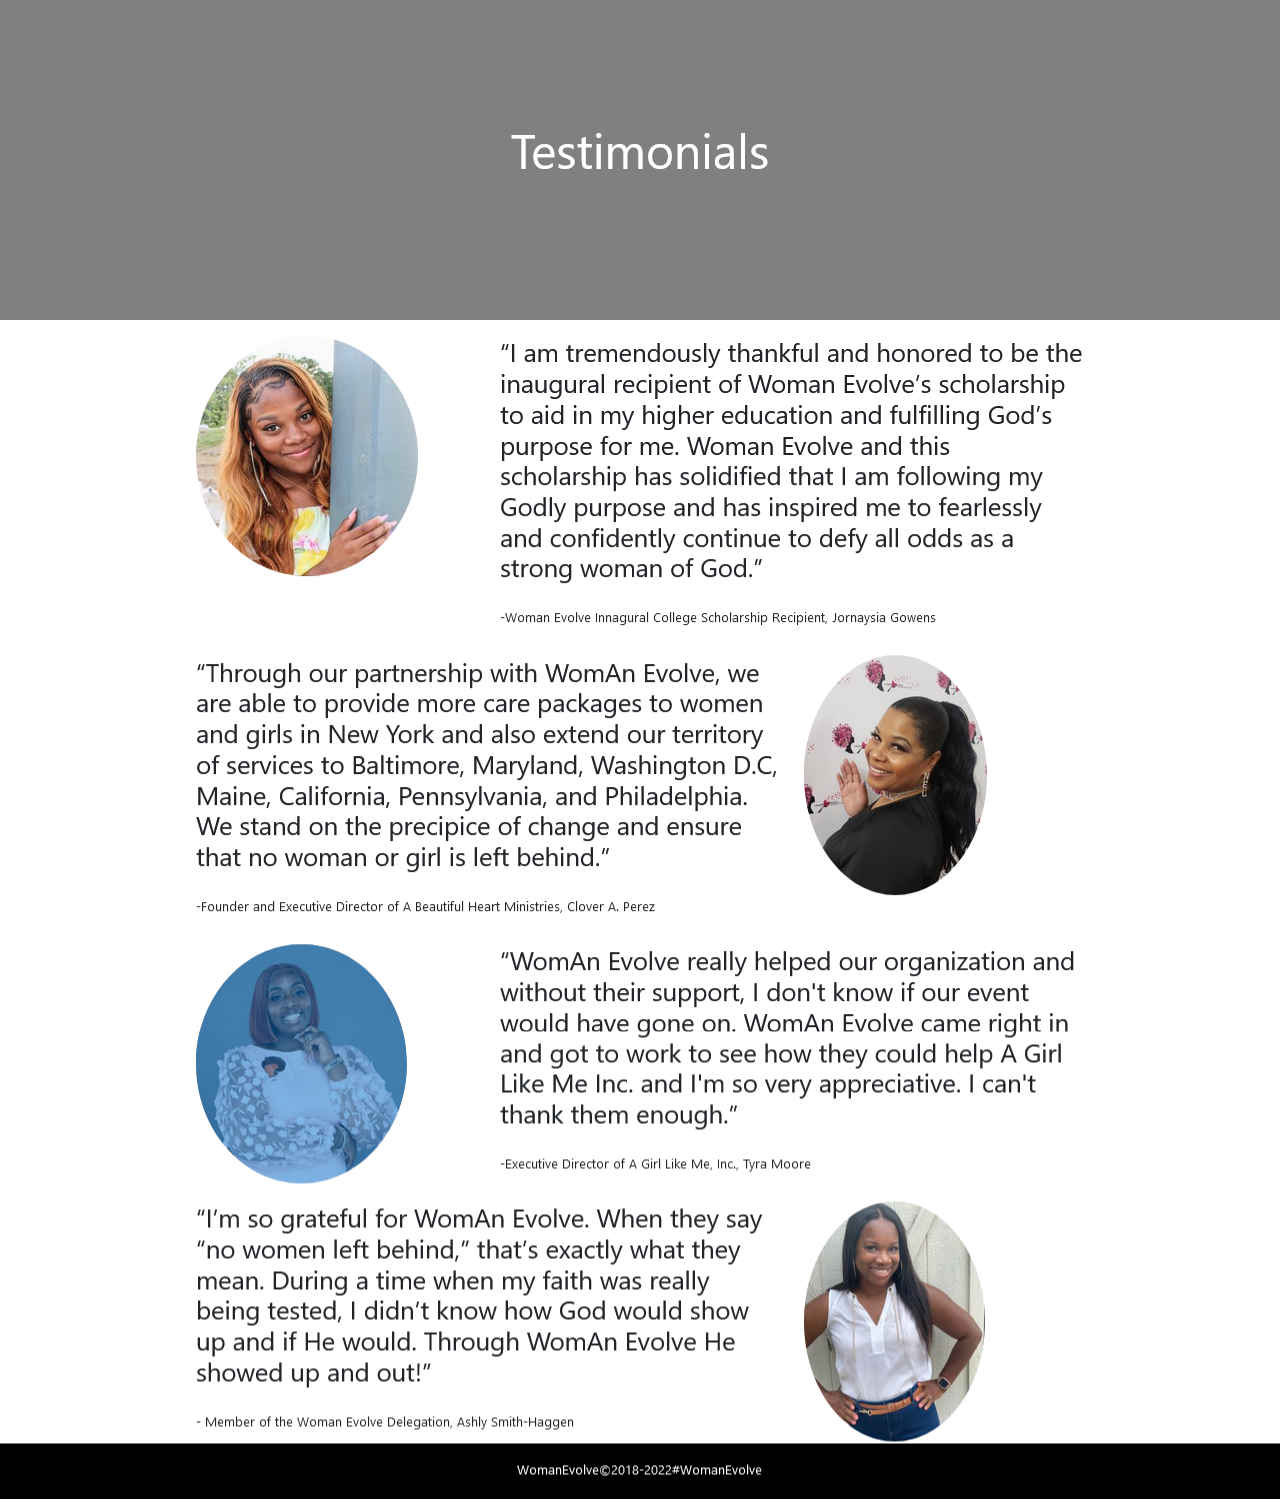 Testimonials
“I am tremendously thankful and honored to be the
inaugural recipient of Woman Evolve’s scholarship
to aid in my higher education and fulfilling God’s
purpose for me. Woman Evolve and this
scholarship has solidified that I am following my
Godly purpose and has inspired me to fearlessly
and confidently continue to defy all odds as a
strong woman of God.”
-Woman Evolve Innagural College Scholarship Recipient, Jornaysia Gowens
“Through our partnership with WomAn Evolve, we
are able to provide more care packages to women
and girls in New York and also extend our territory
of services to Baltimore, Maryland, Washington D.C,
Maine, California, Pennsylvania, and Philadelphia.
We stand on the precipice of change and ensure
that no woman or girl is left behind.”
-Founder and Executive Director of A Beautiful Heart Ministries, Clover A. Perez
“WomAn Evolve really helped our organization and
without their support, I don't know if our event
would have gone on. WomAn Evolve came right in
and got to work to see how they could help A Girl
Like Me Inc. and I'm so very appreciative. I can't
thank them enough.”
-Executive Director of A Girl Like Me, Inc., Tyra Moore
“I’m so grateful for WomAn Evolve. When they say
“no women left behind,” that’s exactly what they
mean. During a time when my faith was really
being tested, I didn’t know how God would show
up and if He would. Through WomAn Evolve He
showed up and out!”
- Member of the Woman Evolve Delegation, Ashly Smith-Haggen
WomanEvolve©2018-2022#WomanEvolve